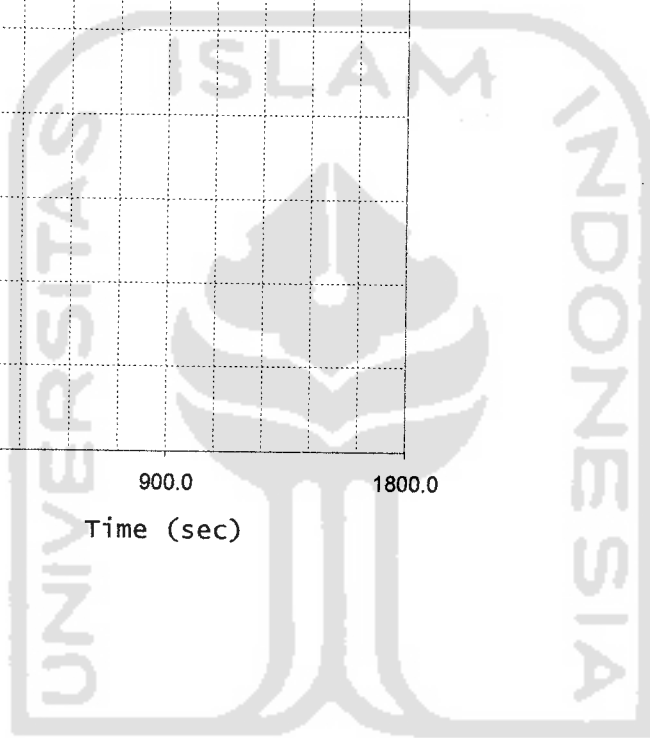 ISLAM
UNIVERSITAS
INDONESIA
900.0 1800.0
Time (sec)